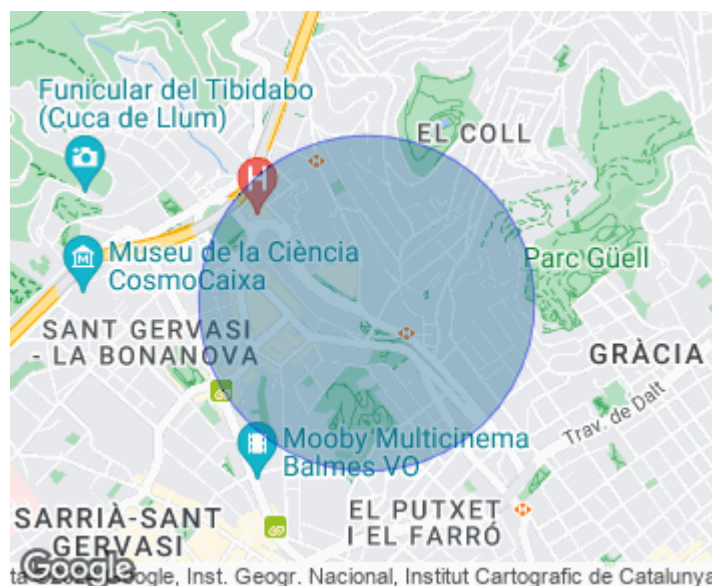 Funicular del Tibidabo
(Cuca de Llum)
EL COLL
H
Museu de la Ciència
CosmoCaixa
M
Parc Güell
SANT GERVASI
- LA BONANOVA
GRÀCIA
Trav. de Dalt
Mooby Multicinema
Balmes VO
SARRIÀ-SANT
GERVASI
EL PUTXET
I EL FARRÓ
Google
Google, Inst. Geogr. Nacional, Institut Cartografic de Catalunya